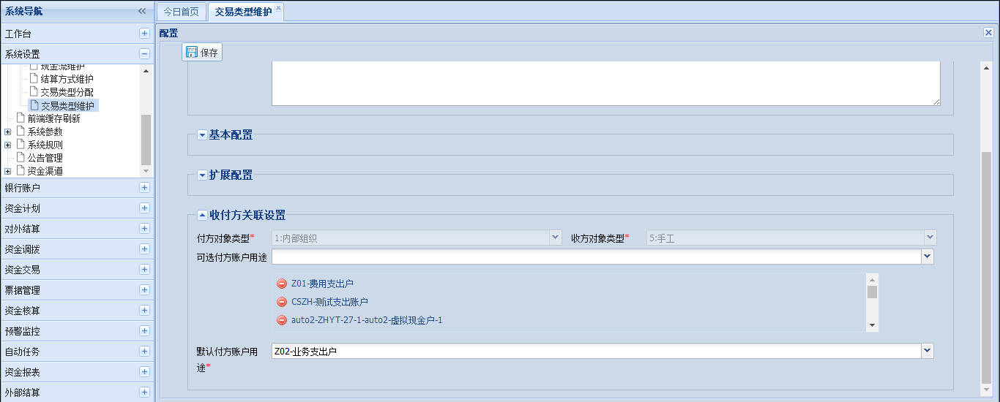 系统导航
今日首页 交易类型维护
工作台
配置
系统设置
保存
现金流维护
结算方式维护
交易类型分配
交易类型维护
前端缓存刷新
系统参数
系统规则
公告管理
资金渠道
银行账户
资金计划
对外结算
资金调拨
资金交易
票据管理
资金核算
预警监控
自动任务
资金报表
外部结算
基本配置
扩展配置
收付方关联设置
付方对象类型* 1:内部组织 收方对象类型* 5:手工
可选付方账户用途
Z01-费用支出户
CSZH-测试支出账户
auto2-ZHYT-27-1-auto2-虚拟现金户-1
默认付方账户用 Z02-业务支出户
途*